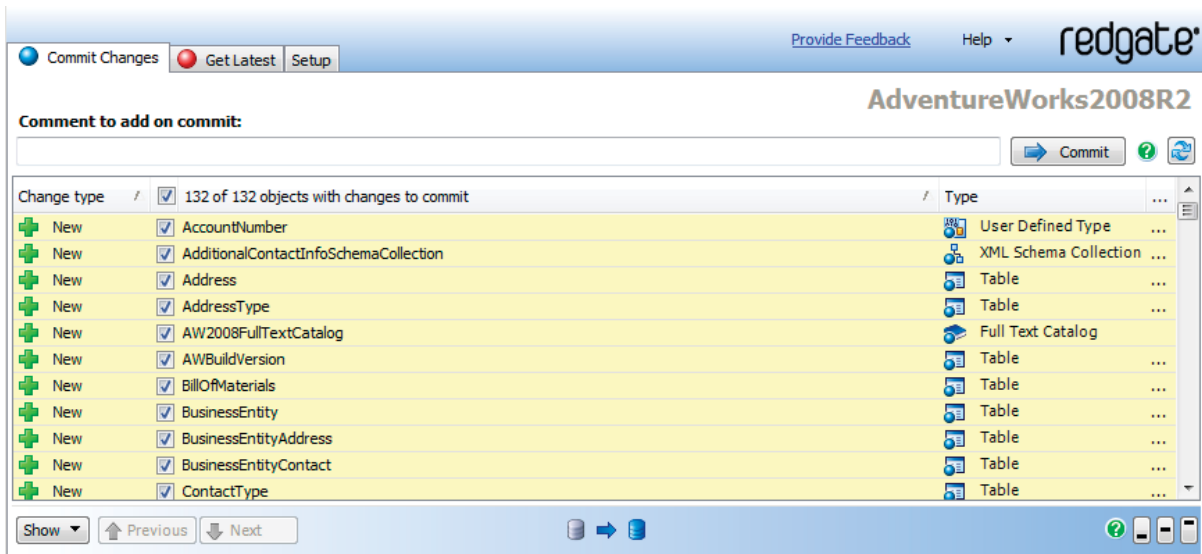 Provide Feedback Help redgate
Commit Changes Get Latest Setup
AdventureWorks2008R2
Comment to add on commit:
Commit
Change type 132 of 132 objects with changes to commit Type ...
New AccountNumber User Defined Type ...
New AdditionalContactInfoSchemaCollection XML Schema Collection ...
New Address Table ...
New AddressType Table ...
New AW2008FullTextCatalog Full Text Catalog
New AWBuildVersion Table ...
New BillOfMaterials Table ...
New BusinessEntity Table ...
New BusinessEntityAddress Table ...
New BusinessEntityContact Table ...
New ContactType Table ...
Show Previous Next